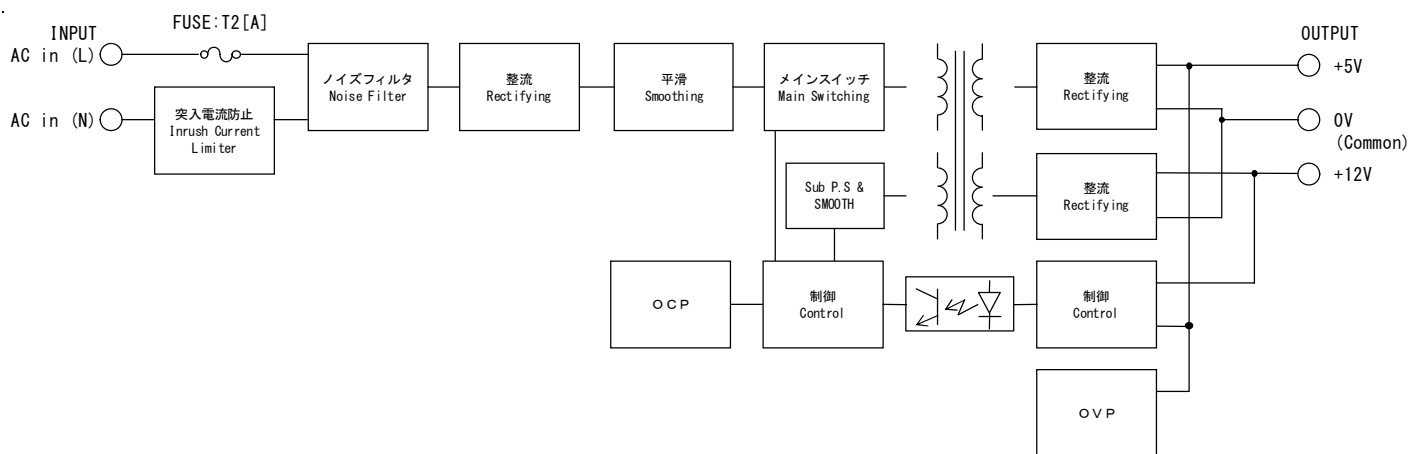 INPUT
FUSE:T2[A]
OUTPUT
AC in (L)
AC in (N)
突入電流防止
Inrush Current
Limiter
ノイズフィルタ
Noise Filter
整流
Rectifying
平滑
Smoothing
メインスイッチ
Main Switching
Sub P.S &
SMOOTH
整流
Rectifying
整流
Rectifying
+5V
0V
(Common)
+12V
OCP
制御
Control
制御
Control
OVP